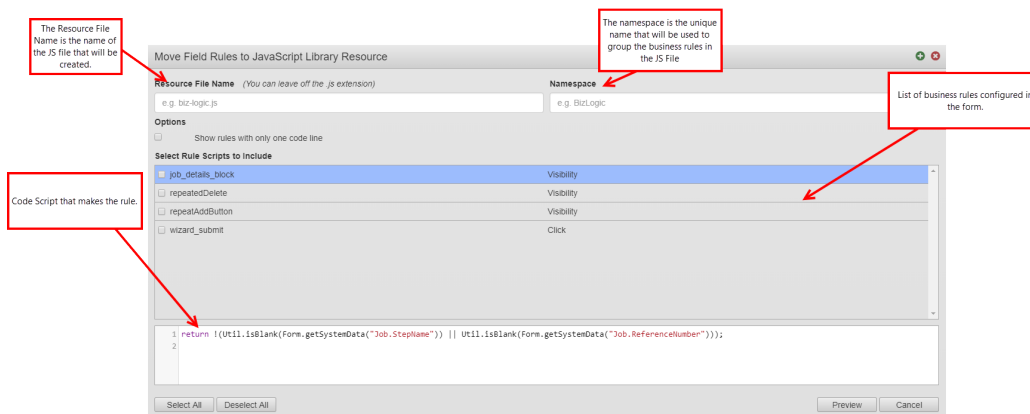 The Resource File
Name is the name of
the JS file that will be
created.
The namespace is the unique
name that will be used to
group the business rules in
the JS File
Move Field Rules to JavaScript Library Resource
Resource File Name (You can leave off the .js extension)
Namespace
e.g. biz-logic.js
e.g. BizLogic
List of business rules configured in
the form.
Options
Show rules with only one code line
Select Rule Scripts to Include
job_details_block Visibility
repeatedDelete Visibility
repeatAddButton Visibility
wizard_submit Click
Code Script that makes the rule.
1 return !(Util.isBlank(Form.getSystemData("Job.StepName")) || Util.isBlank(Form.getSystemData("Job.ReferenceNumber")));
2
Select All Deselect All Preview Cancel